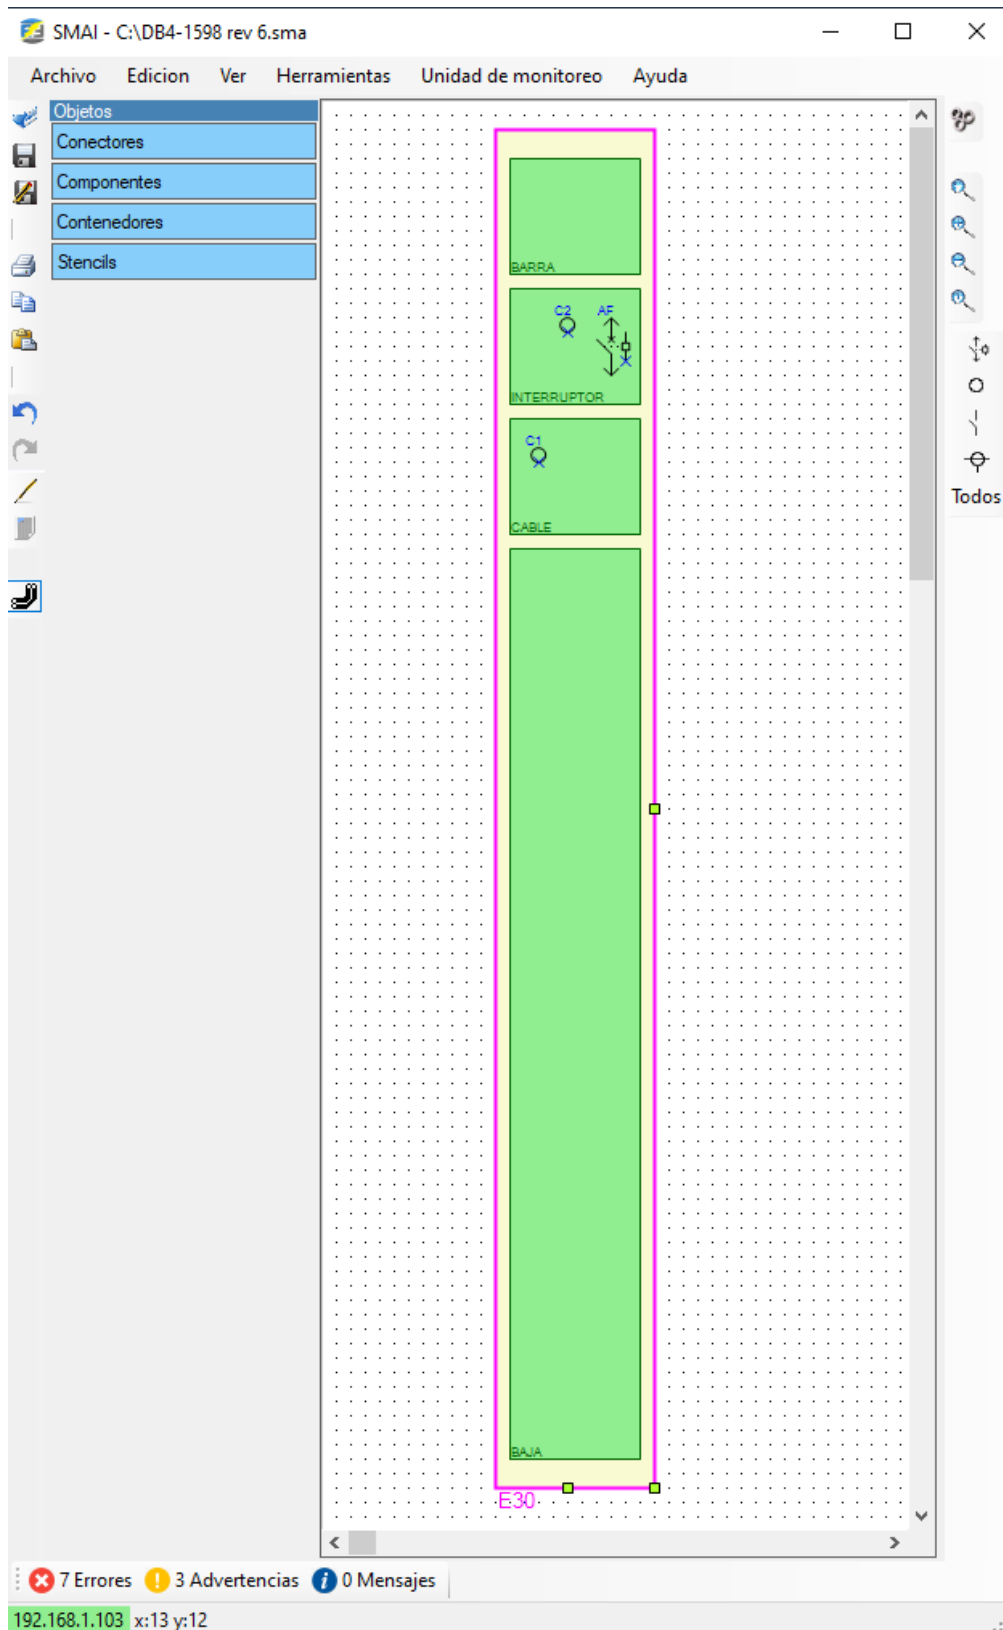 SMAI - C:\DB4-1598 rev 6.sma
Archivo Edicion Ver Herramientas Unidad de monitoreo Ayuda
Objetos
Conectores
Componentes
Contenedores
Stencils
BARRA
C2 AF
INTERRUPTOR
C1
CABLE
BAJA
E30
Todos
7 Errores 3 Advertencias 0 Mensajes
192.168.1.103 x:13 y:12